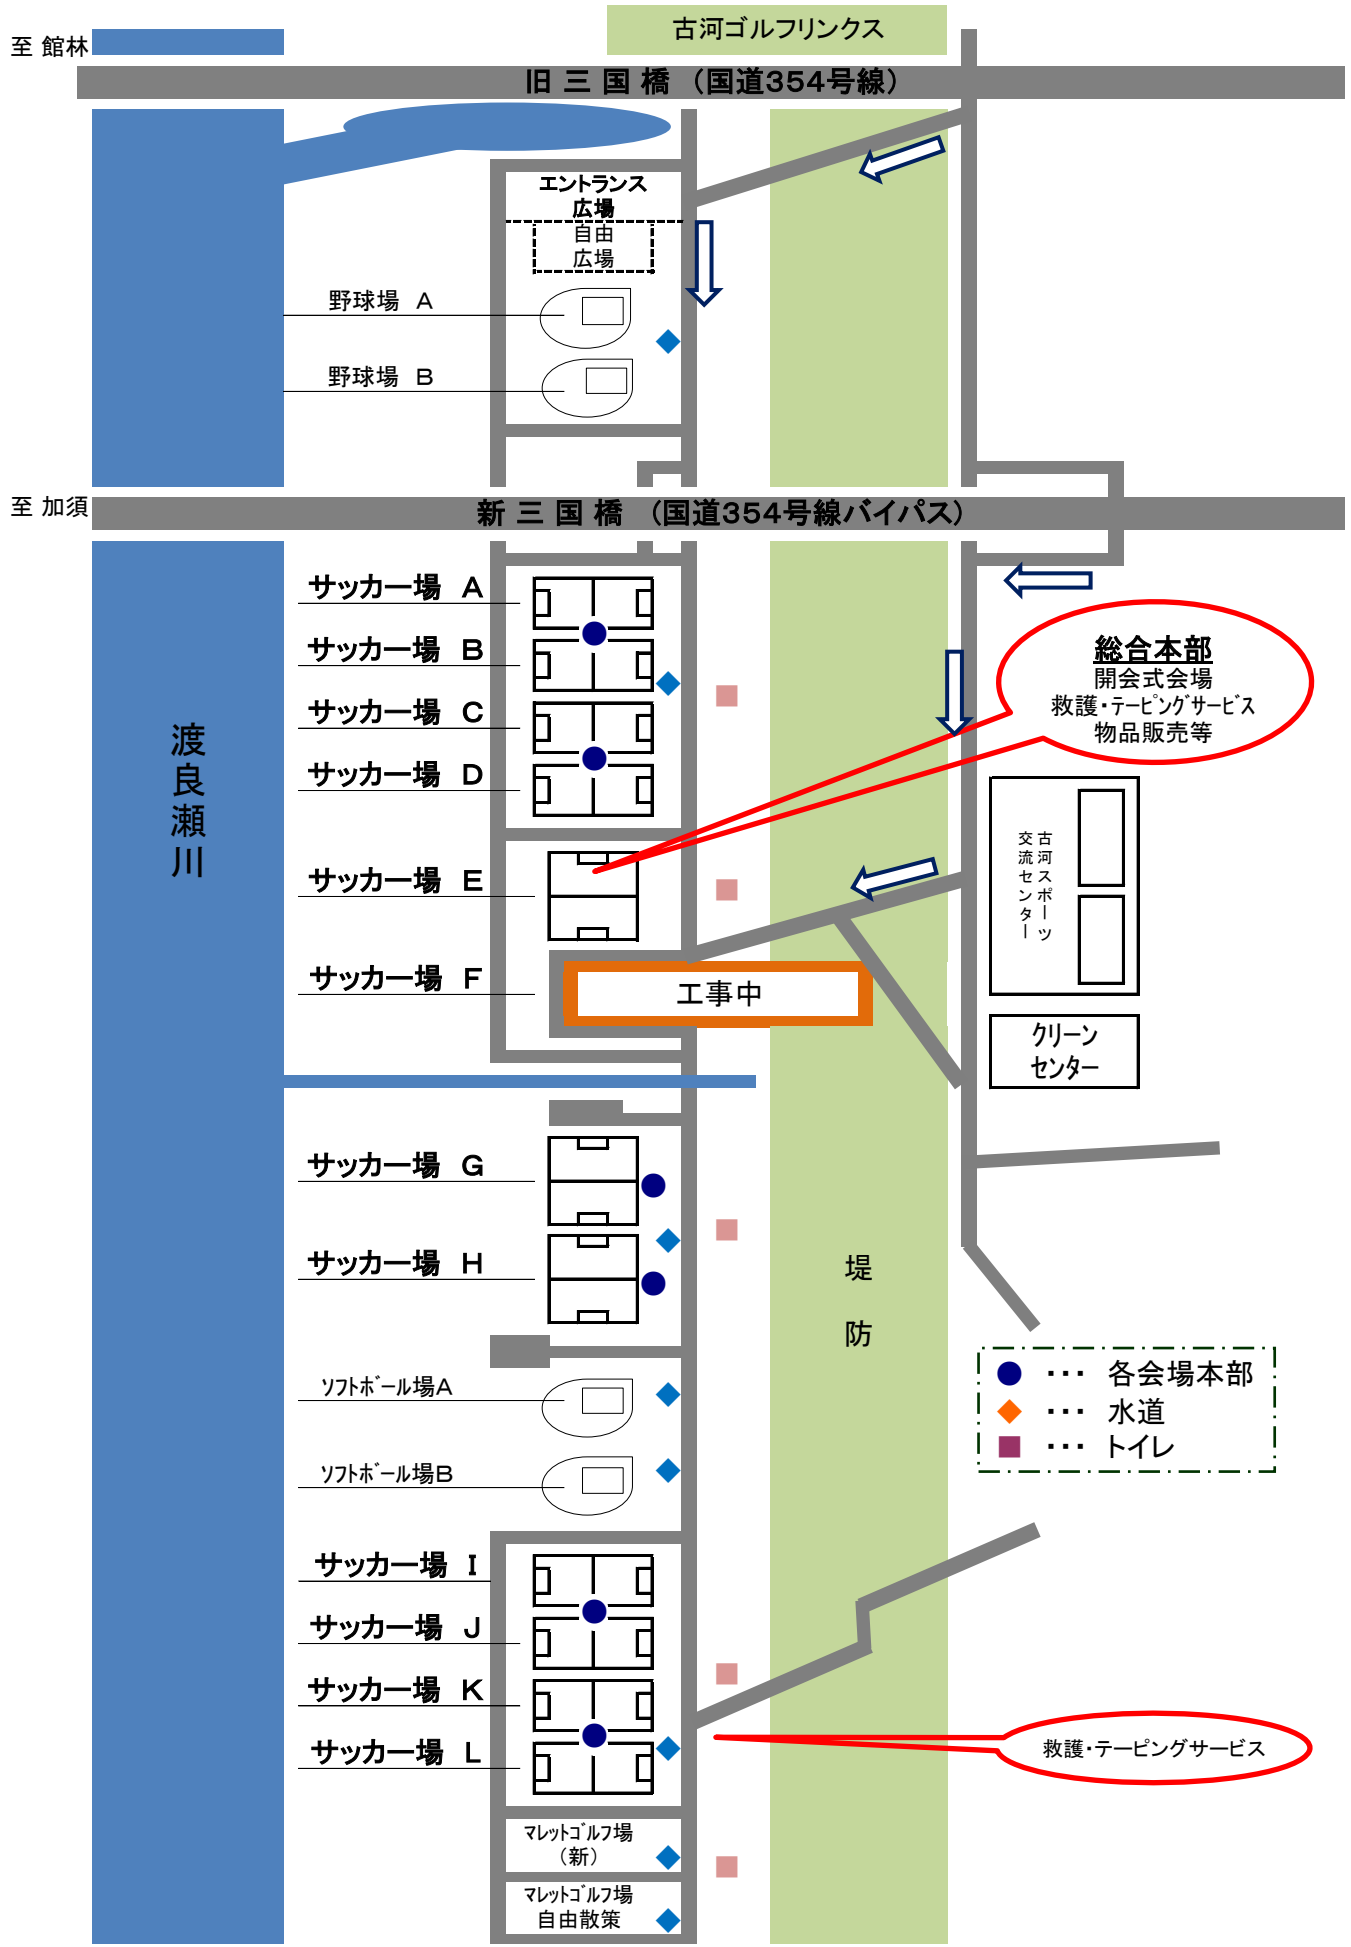 古河ゴルフリンクス
至 館林
旧 三 国 橋 （国道354号線）
エントランス
広場
自由
広場
野球場 A
野球場 B
至 加須
新 三 国 橋 （国道354号線バイパス）
サッカー場 A
サッカー場 B
サッカー場 C
サッカー場 D
総合本部
開会式会場
救護・テーピングサービス
物品販売等
渡良瀬川
サッカー場 E
古河スポーツ
交流センター
サッカー場 F
工事中
クリーン
センター
サッカー場 G
サッカー場 H
堤防
● ･･･ 各会場本部
◆ ･･･ 水道
■ ･･･ トイレ
ソフトボール場A
ソフトボール場B
サッカー場 I
サッカー場 J
サッカー場 K
サッカー場 L
救護・テーピングサービス
マレットゴルフ場
（新）
マレットゴルフ場
自由散策